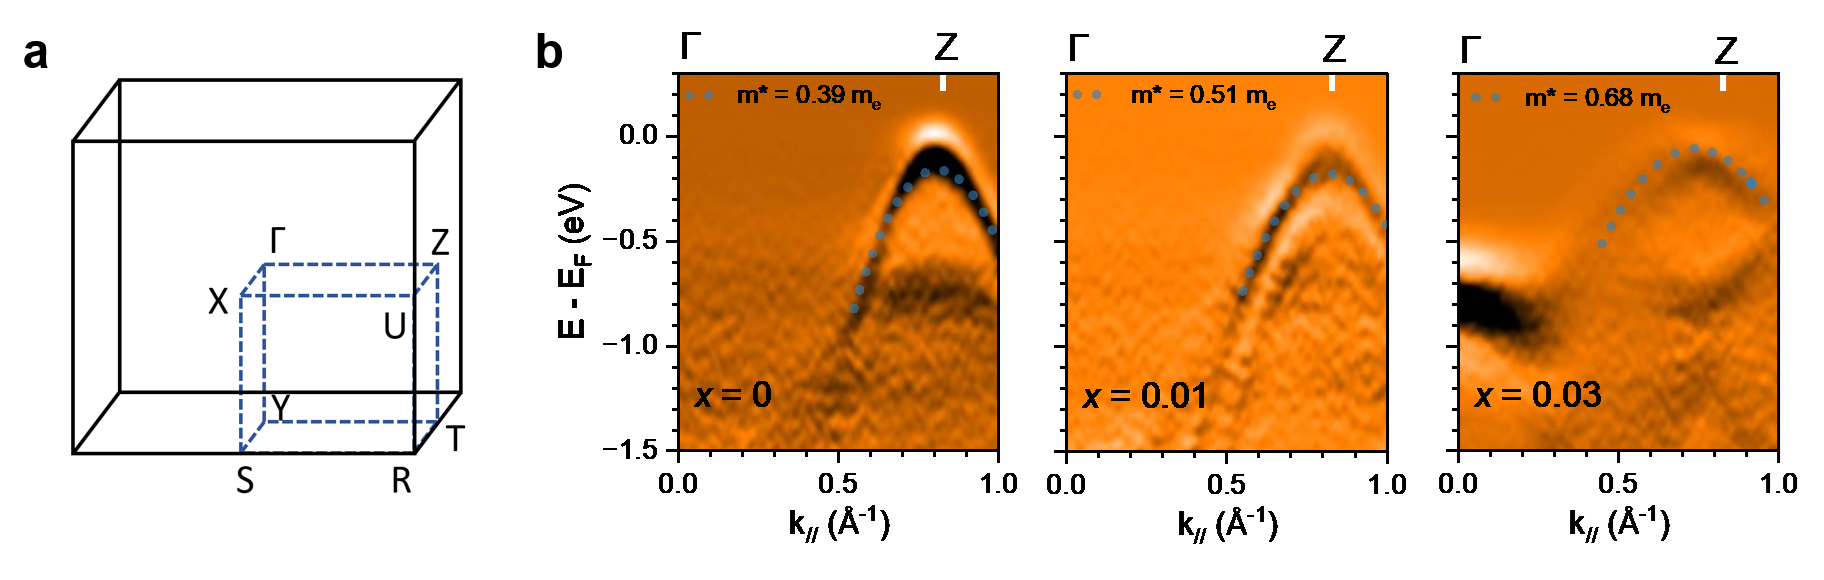 a
b
Γ
Z
X
U
Y
T
S
R
Γ Z
m* = 0.39 mₑ
x = 0
Γ Z
m* = 0.51 mₑ
x = 0.01
Γ Z
m* = 0.68 mₑ
x = 0.03
E - E_F (eV)
0.0
−0.5
−1.0
−1.5
0.0 0.5 1.0
k// (Å⁻¹)
0.0 0.5 1.0
k// (Å⁻¹)
0.0 0.5 1.0
k// (Å⁻¹)